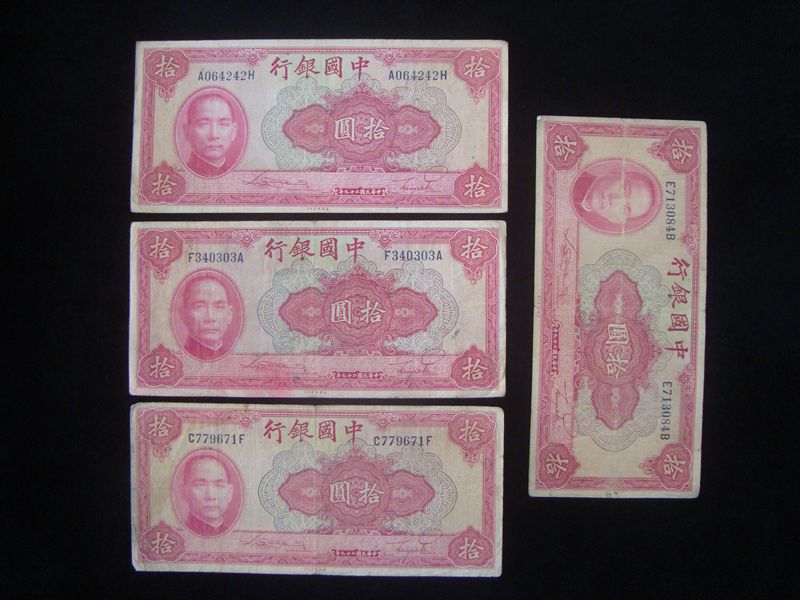 拾 中國銀行 拾
A064242H A064242H
拾圓
拾 拾
拾 中國銀行 拾
F340303A F340303A
拾圓
拾 拾
拾 中國銀行 拾
C779671F C779671F
拾圓
拾 拾
拾 中國銀行 拾
E713084B E713084B
拾圓
拾 拾